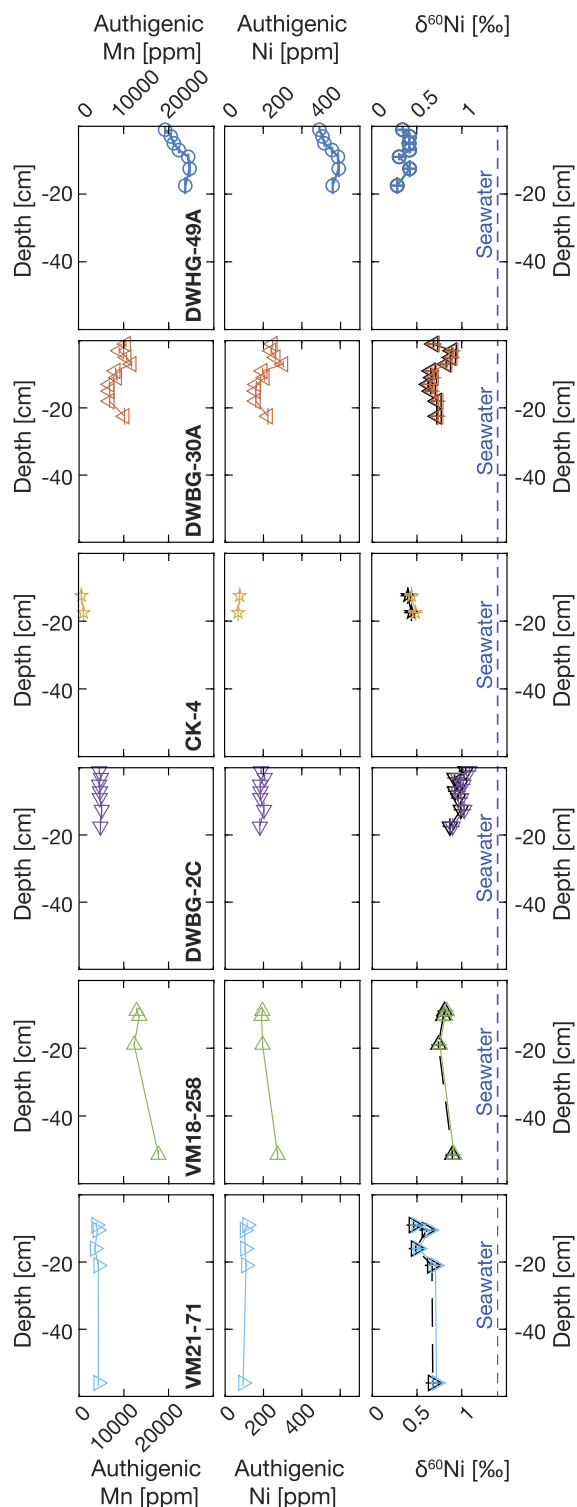 Authigenic
Mn [ppm]
Authigenic
Ni [ppm]
δ⁶⁰Ni [‰]
0
10000
20000
0
200
400
0
0.5
1
Depth [cm]
-20
-40
DWHG-49A
Seawater
-20
-40
Depth [cm]
Depth [cm]
-20
-40
DWBG-30A
Seawater
-20
-40
Depth [cm]
Depth [cm]
-20
-40
CK-4
Seawater
-20
-40
Depth [cm]
Depth [cm]
-20
-40
DWBG-2C
Seawater
-20
-40
Depth [cm]
Depth [cm]
-20
-40
VM18-258
Seawater
-20
-40
Depth [cm]
Depth [cm]
-20
-40
VM21-71
Seawater
-20
-40
Depth [cm]
0
10000
20000
0
200
400
0
0.5
1
Authigenic
Mn [ppm]
Authigenic
Ni [ppm]
δ⁶⁰Ni [‰]